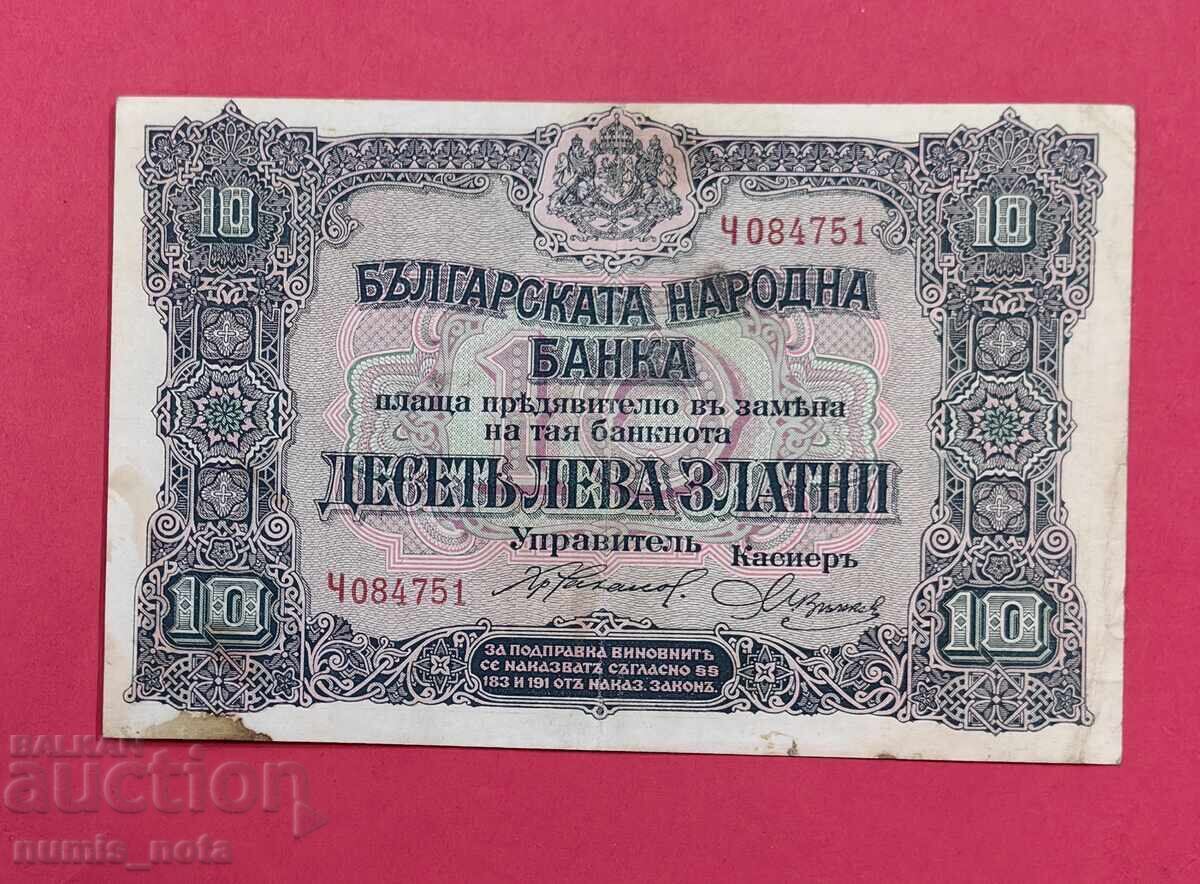 10
10
Ч084751
БЪЛГАРСКАТА НАРОДНА
БАНКА
10
плаща прѣдявителю въ замѣна
на тая банкнота
ДЕСЕТЬ ЛЕВА ЗЛАТНИ
Управитель Касиеръ
Ч084751
10
10
ЗА ПОДПРАВКА ВИНОВНИТѢ
СЕ НАКАЗВАТЪ СЪГЛАСНО §§
183 И 191 ОТЪ НАКАЗ. ЗАКОНЪ.
BALKAN
auction
numis_nota